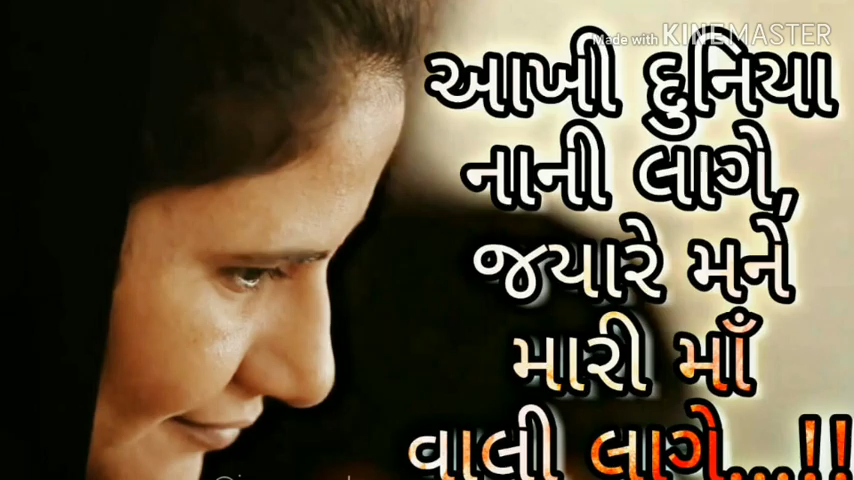 Made with KINEMASTER
આખી દુનિયા
નાની લાગે,
જયારે મને
મારી માઁ
વાલી લાગે...!!